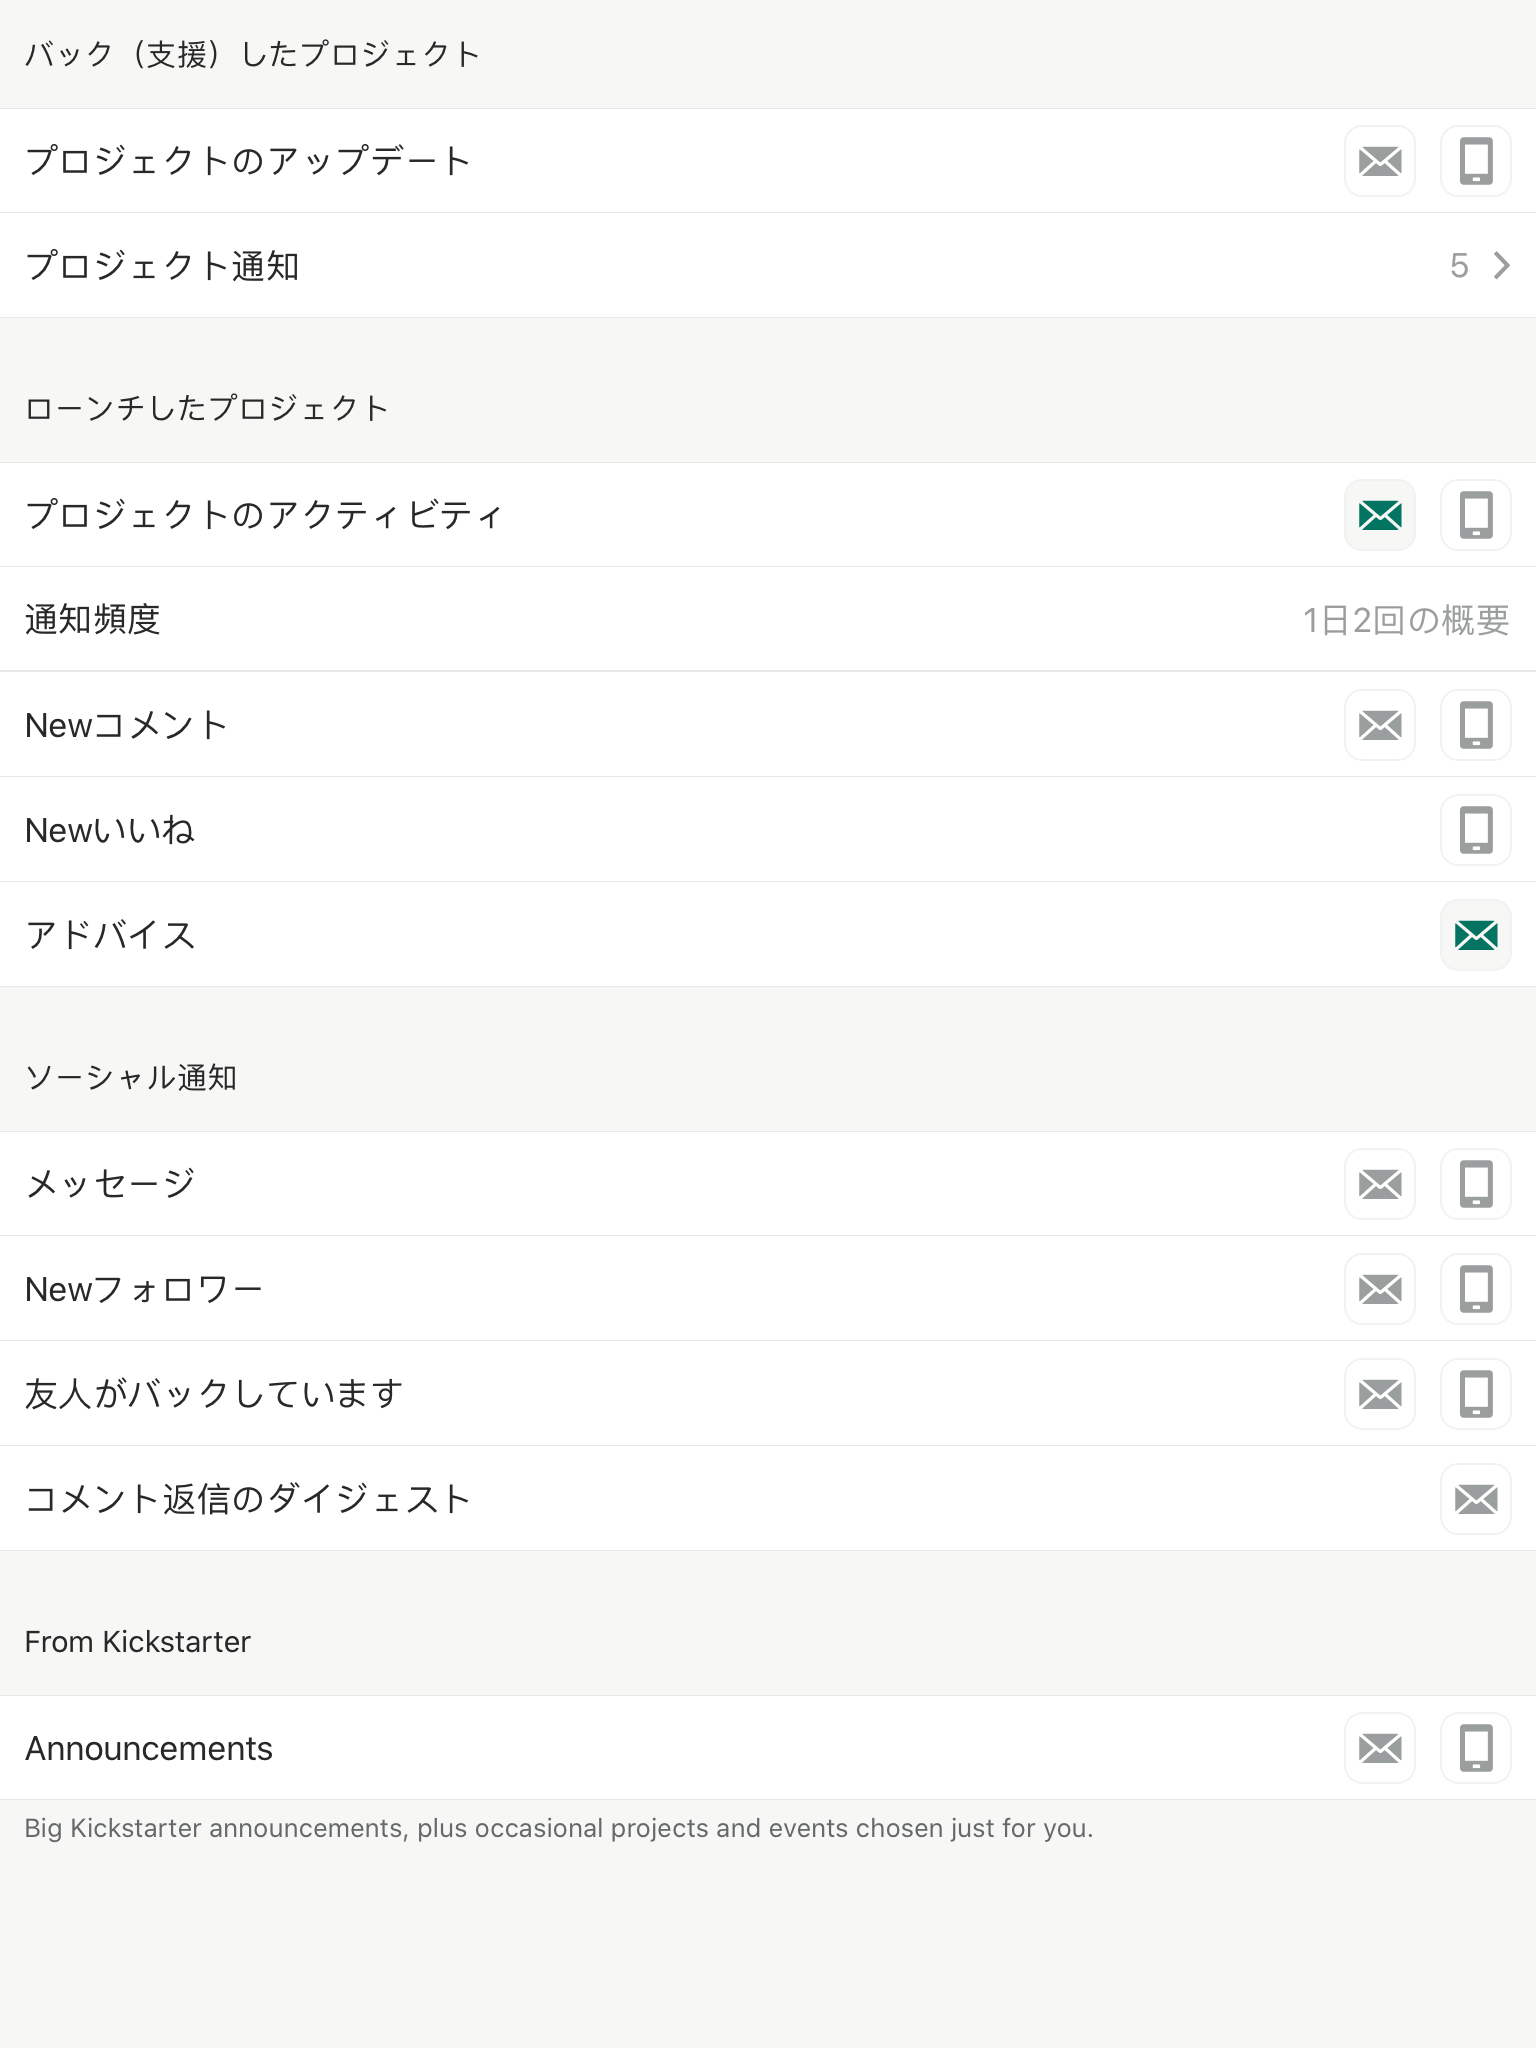 バック（支援）したプロジェクト
プロジェクトのアップデート
プロジェクト通知 5
ローンチしたプロジェクト
プロジェクトのアクティビティ
通知頻度 1日2回の概要
Newコメント
Newいいね
アドバイス
ソーシャル通知
メッセージ
Newフォロワー
友人がバックしています
コメント返信のダイジェスト
From Kickstarter
Announcements
Big Kickstarter announcements, plus occasional projects and events chosen just for you.